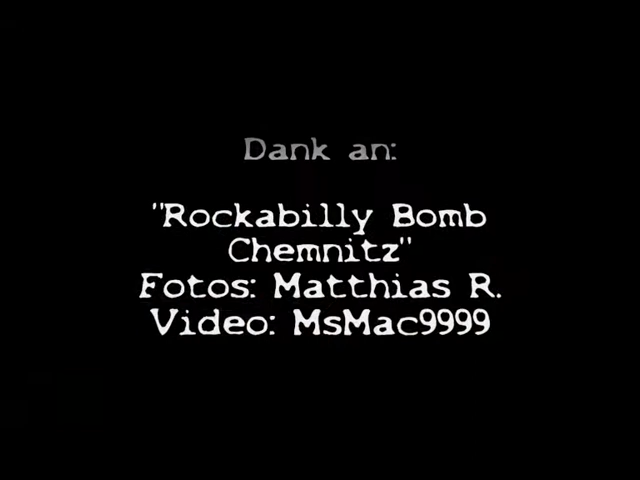 Dank an:
"Rockabilly Bomb
Chemnitz"
Fotos: Matthias R.
Video: MsMac9999